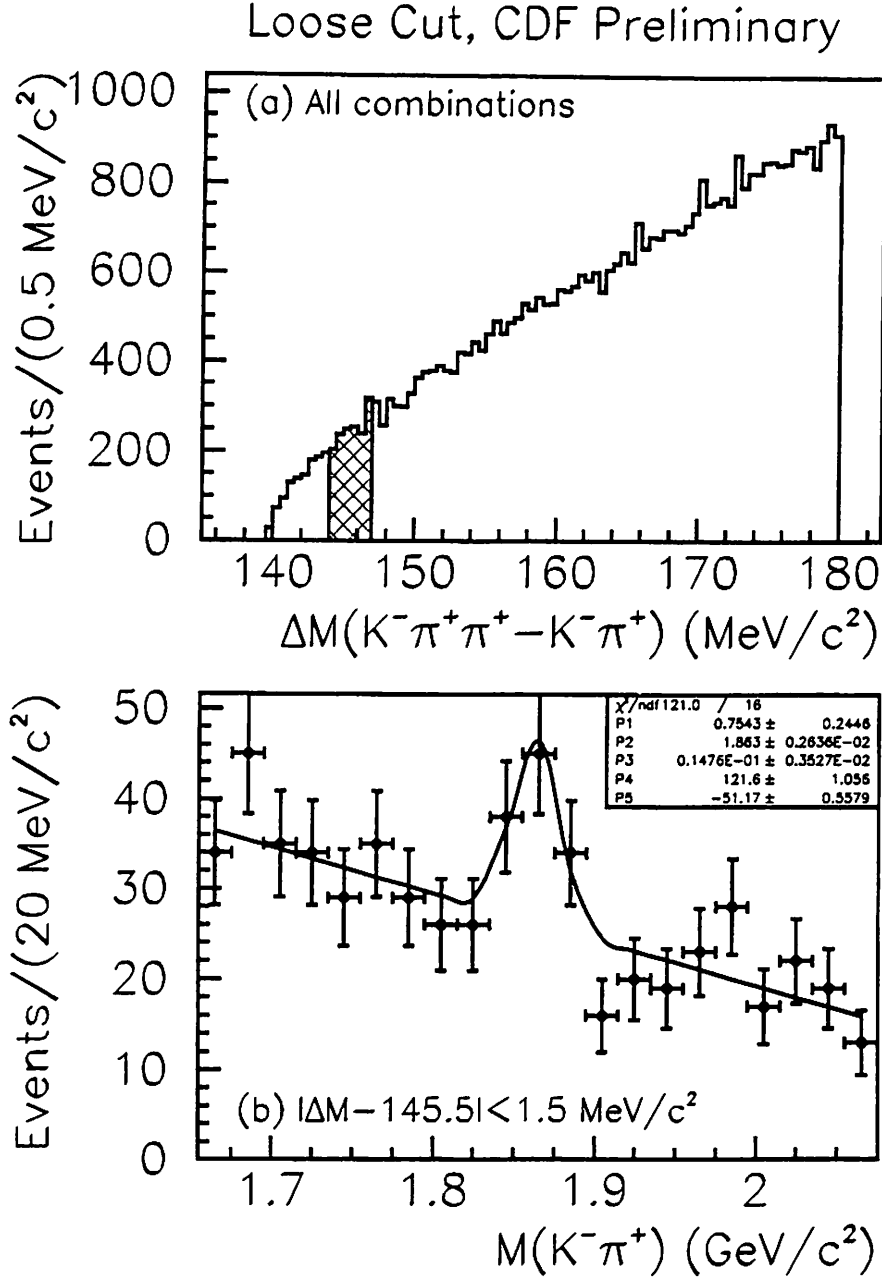 Loose Cut, CDF Preliminary
(a) All combinations
Events/(0.5 MeV/c²)
1000
800
600
400
200
0
140 150 160 170 180
ΔM(K⁻π⁺π⁺−K⁻π⁺) (MeV/c²)
Events/(20 MeV/c²)
50
40
30
20
10
0
χ²/ndf 121.0 / 16
P1 0.7543 ± 0.2446
P2 1.863 ± 0.2636E−02
P3 0.1476E−01 ± 0.3527E−02
P4 121.6 ± 1.056
P5 −51.17 ± 0.5579
(b) |ΔM−145.5|<1.5 MeV/c²
1.7 1.8 1.9 2
M(K⁻π⁺) (GeV/c²)